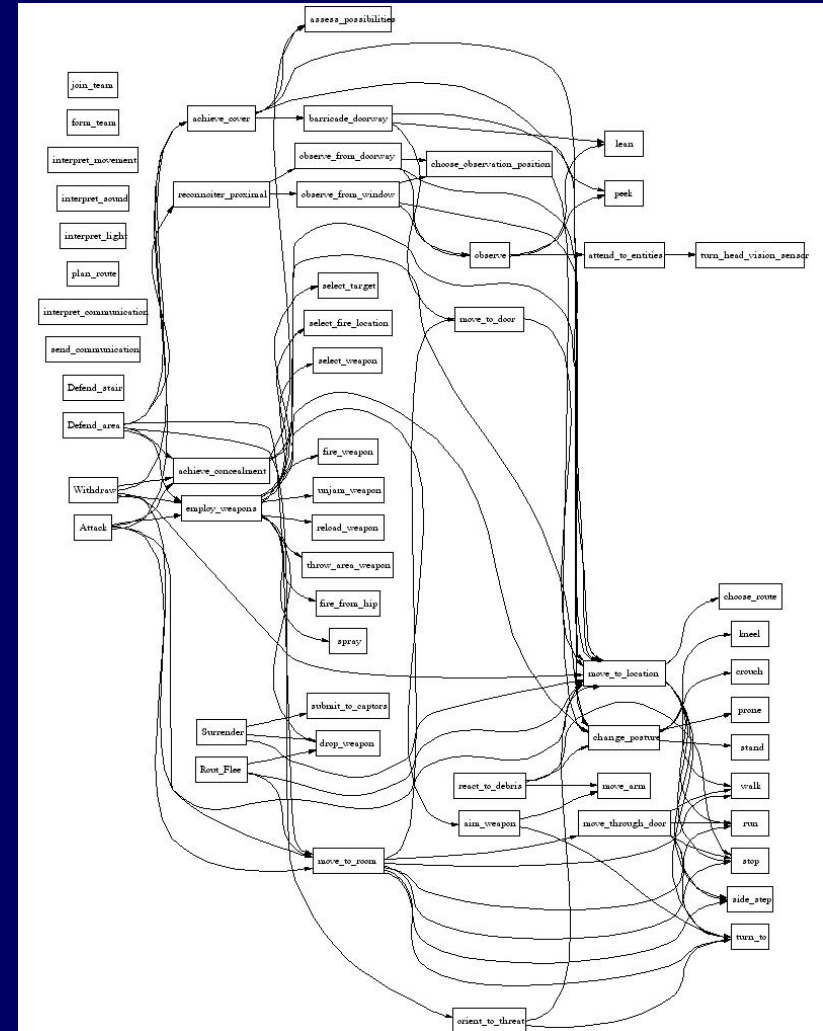 assess_possibilities
join_team
achieve_cover
barricade_doorway
form_team
lean
interpret_movement
observe_from_doorway
choose_observation_position
reconnoiter_proximal
observe_from_window
peek
interpret_sound
interpret_light
observe
attend_to_entities
turn_head_vision_sensor
plan_route
select_target
interpret_communication
select_fire_location
move_to_door
send_communication
select_weapon
Defend_stair
Defend_area
fire_weapon
achieve_concealment
Withdraw
unjam_weapon
employ_weapons
Attack
reload_weapon
throw_area_weapon
fire_from_hip
choose_route
spray
kneel
move_to_location
crouch
submit_to_captors
prone
Surrender
change_posture
drop_weapon
stand
Rout_Flee
react_to_debris
move_arm
walk
aim_weapon
move_through_door
run
move_to_room
stop
side_step
turn_to
orient_to_threat